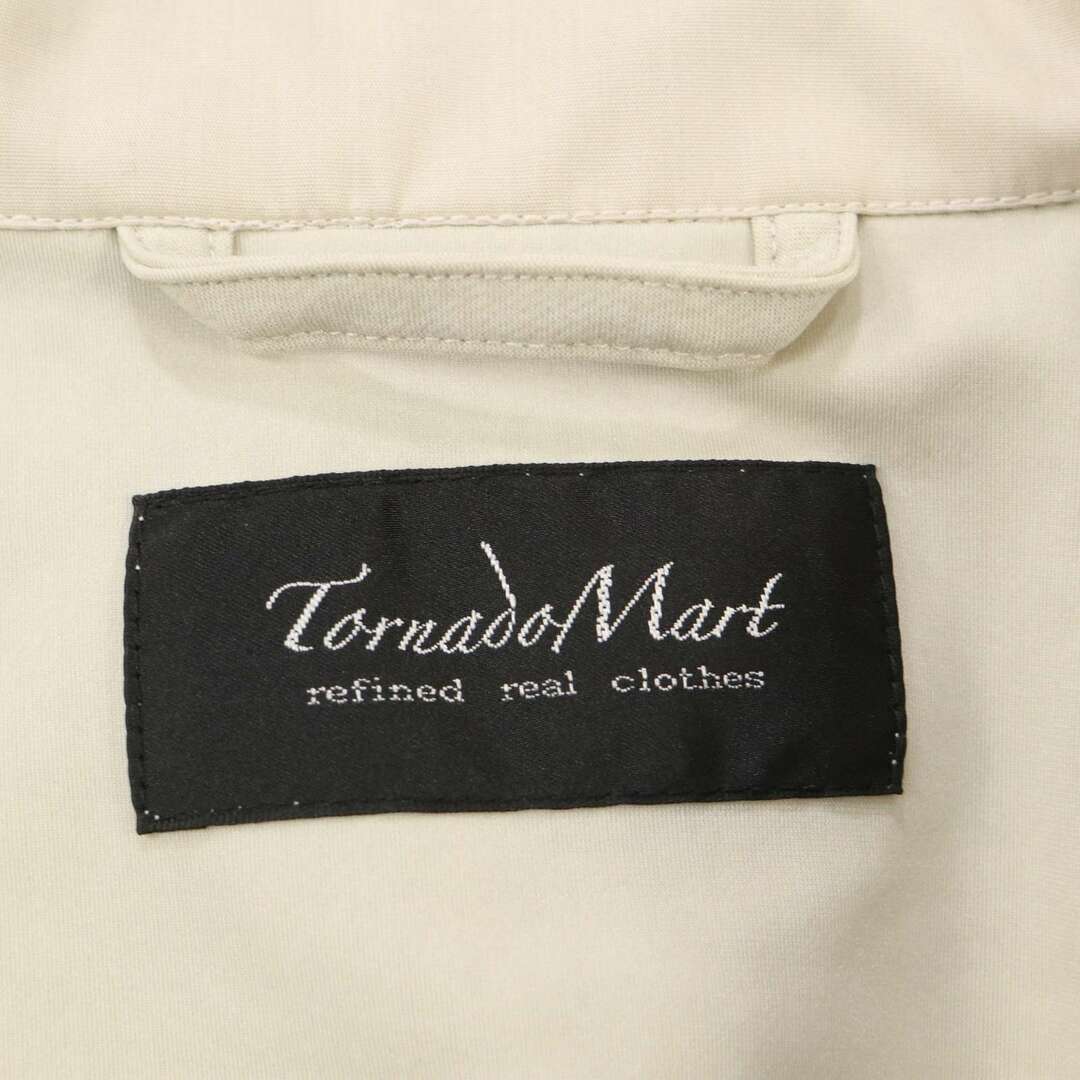 TornadoMart
refined real clothes